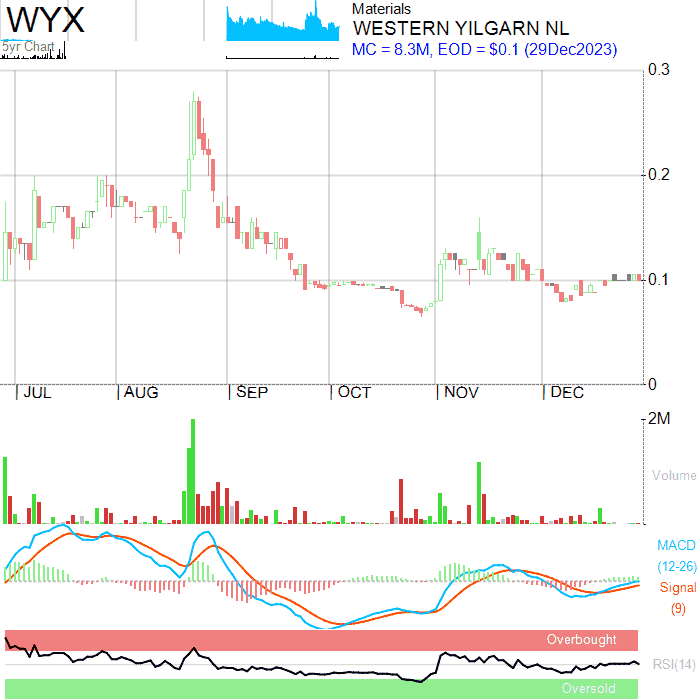 WYX
5yr Chart
Materials
WESTERN YILGARN NL
MC = 8.3M, EOD = $0.1 (29Dec2023)
0.3
0.2
0.1
0
JUL AUG SEP OCT NOV DEC
2M
Volume
MACD
(12-26)
Signal
(9)
Overbought
RSI(14)
Oversold